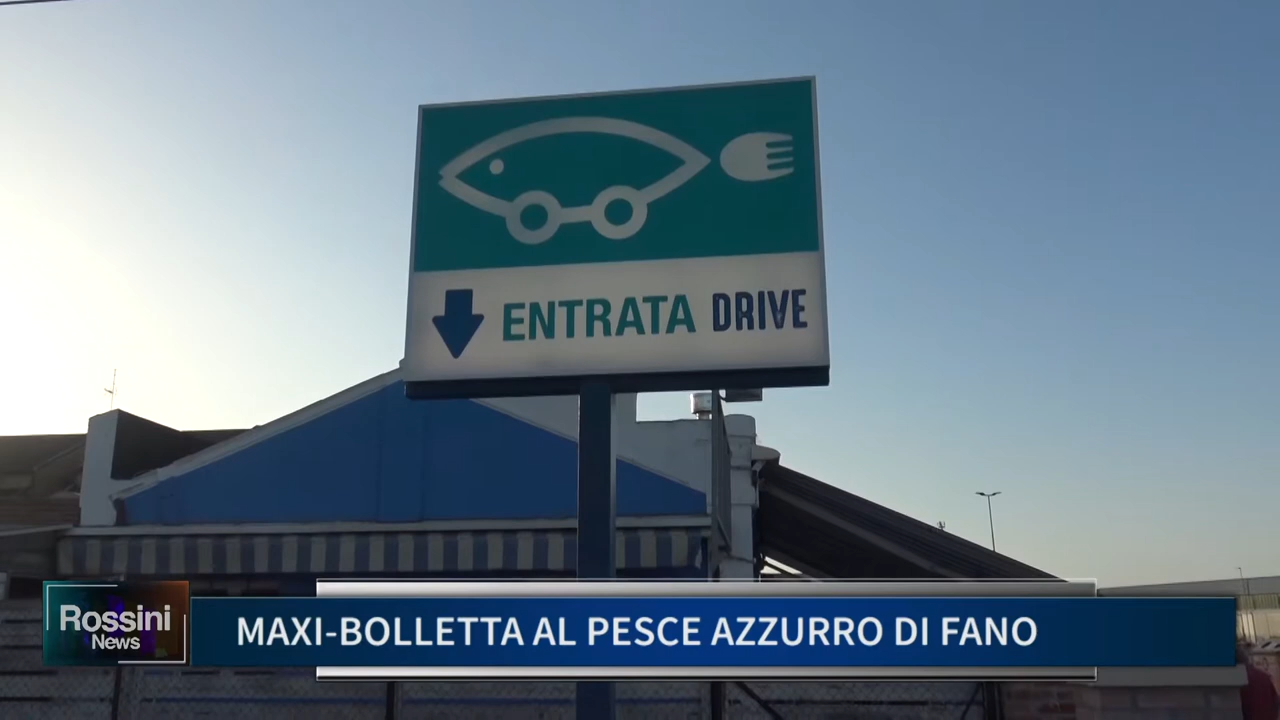 ENTRATA DRIVE
Rossini
News
MAXI-BOLLETTA AL PESCE AZZURRO DI FANO